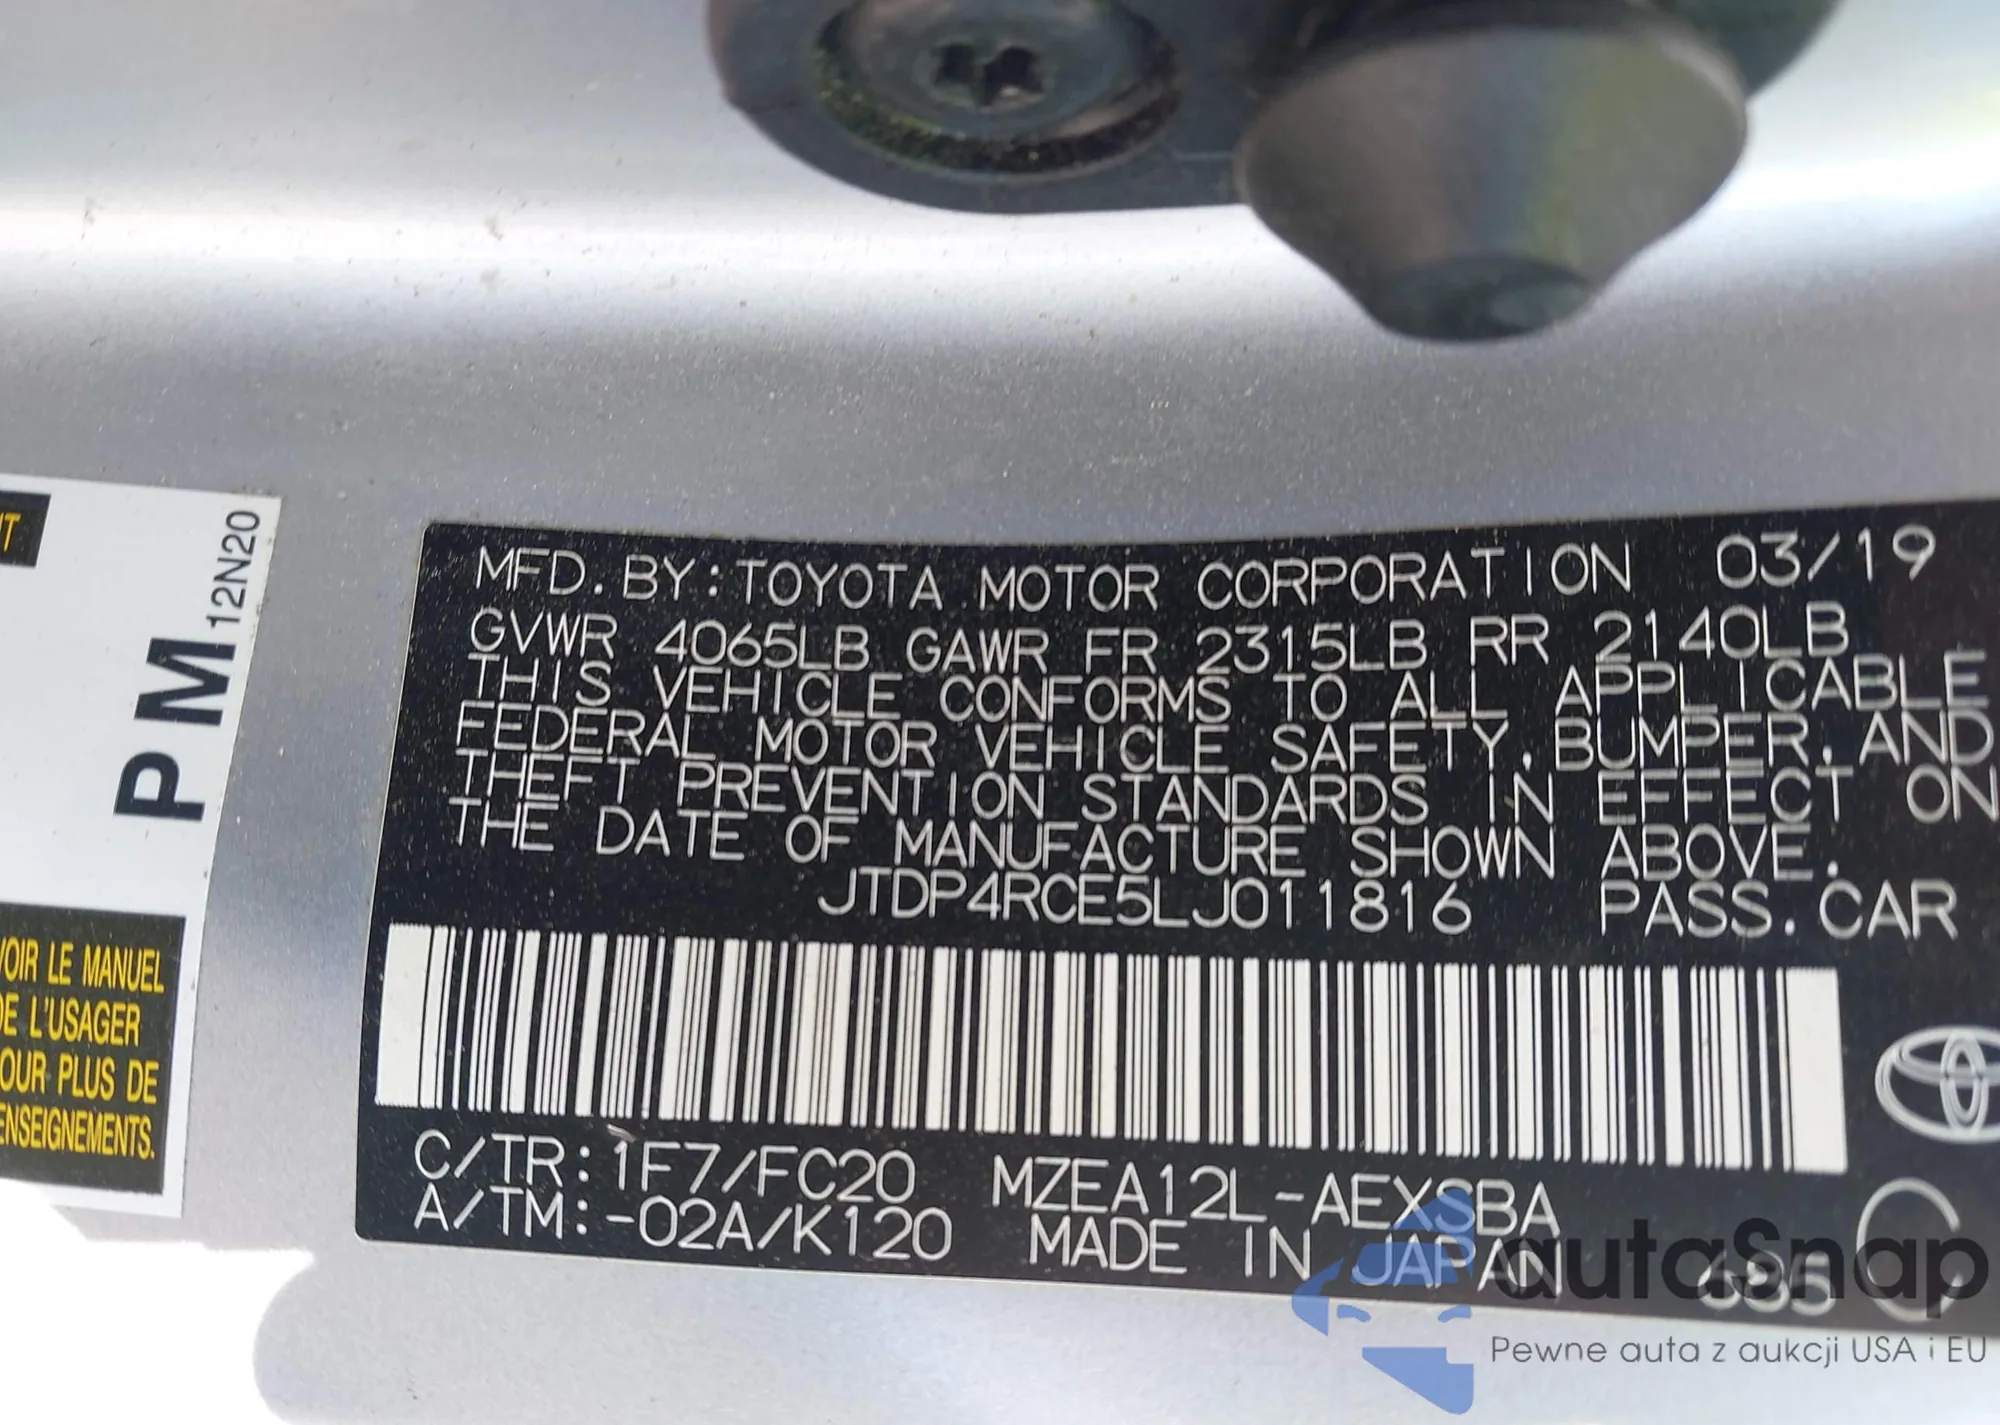 MFD. BY: TOYOTA MOTOR CORPORATION 03/19
GVWR 4065LB GAWR FR 2315LB RR 2140LB
THIS VEHICLE CONFORMS TO ALL APPLICABLE
FEDERAL MOTOR VEHICLE SAFETY, BUMPER, AND
THEFT PREVENTION STANDARDS IN EFFECT ON
THE DATE OF MANUFACTURE SHOWN ABOVE.
JTDP4RCE5LJ011816 PASS. CAR
C/TR: 1F7/FC20 MZEA12L-AEXSBA
A/TM: -02A/K120 MADE IN JAPAN 685
PM 12N20
VOIR LE MANUEL
DE L'USAGER
POUR PLUS DE
autaSnap
Pewne auta z aukcji USA i EU